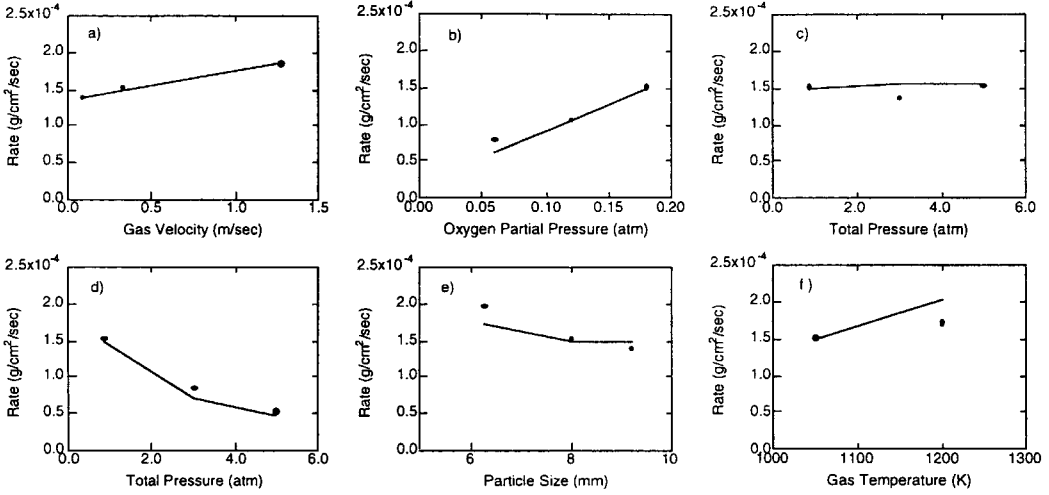 a)
2.5x10⁻⁴
2.0
1.5
1.0
0.5
0.0
Rate (g/cm²/sec)
0.0 0.5 1.0 1.5
Gas Velocity (m/sec)
b)
2.5x10⁻⁴
2.0
1.5
1.0
0.5
0.0
Rate (g/cm²/sec)
0.00 0.05 0.10 0.15 0.20
Oxygen Partial Pressure (atm)
c)
2.5x10⁻⁴
2.0
1.5
1.0
0.5
0.0
Rate (g/cm²/sec)
0.0 2.0 4.0 6.0
Total Pressure (atm)
d)
2.5x10⁻⁴
2.0
1.5
1.0
0.5
0.0
Rate (g/cm²/sec)
0.0 2.0 4.0 6.0
Total Pressure (atm)
e)
2.5x10⁻⁴
2.0
1.5
1.0
0.5
0.0
Rate (g/cm²/sec)
6 8 10
Particle Size (mm)
f)
2.5x10⁻⁴
2.0
1.5
1.0
0.5
0.0
Rate (g/cm²/sec)
1000 1100 1200 1300
Gas Temperature (K)